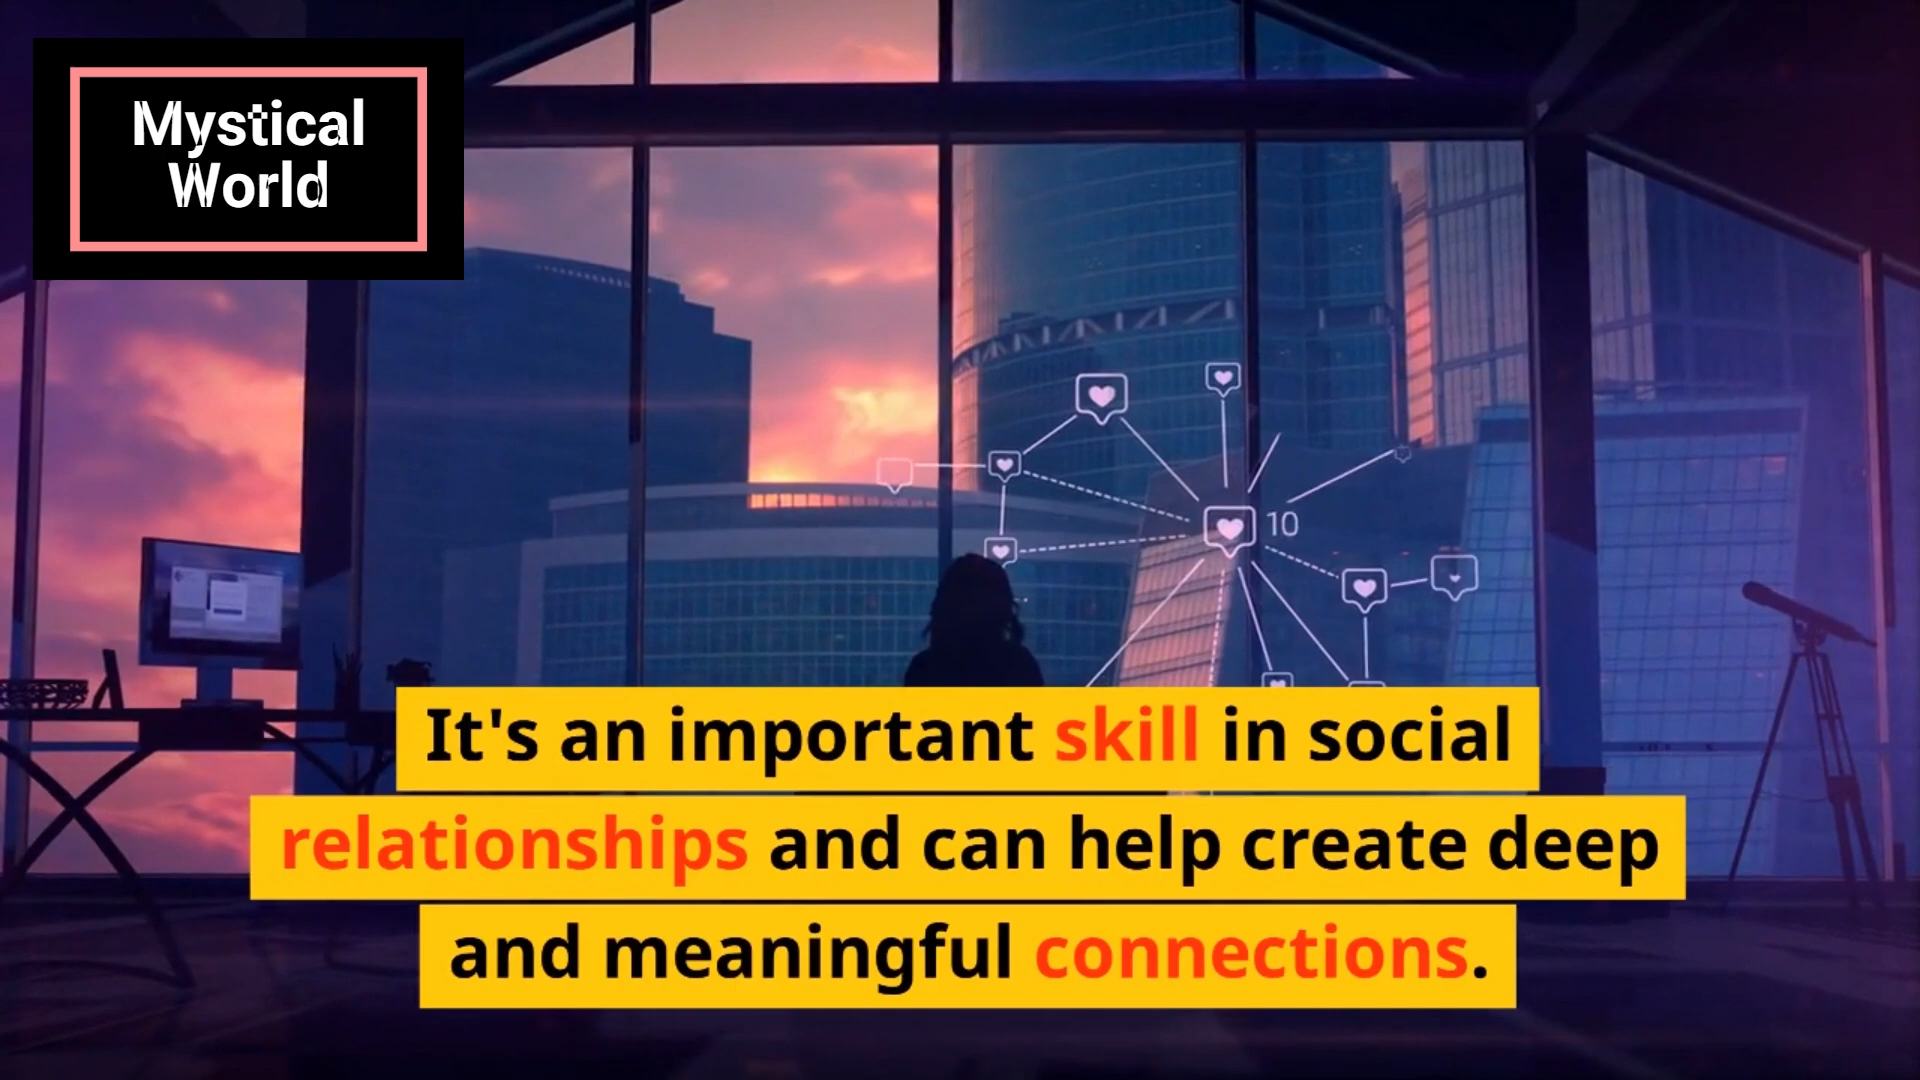 Mystical
World
10
It's an important skill in social
relationships and can help create deep
and meaningful connections.